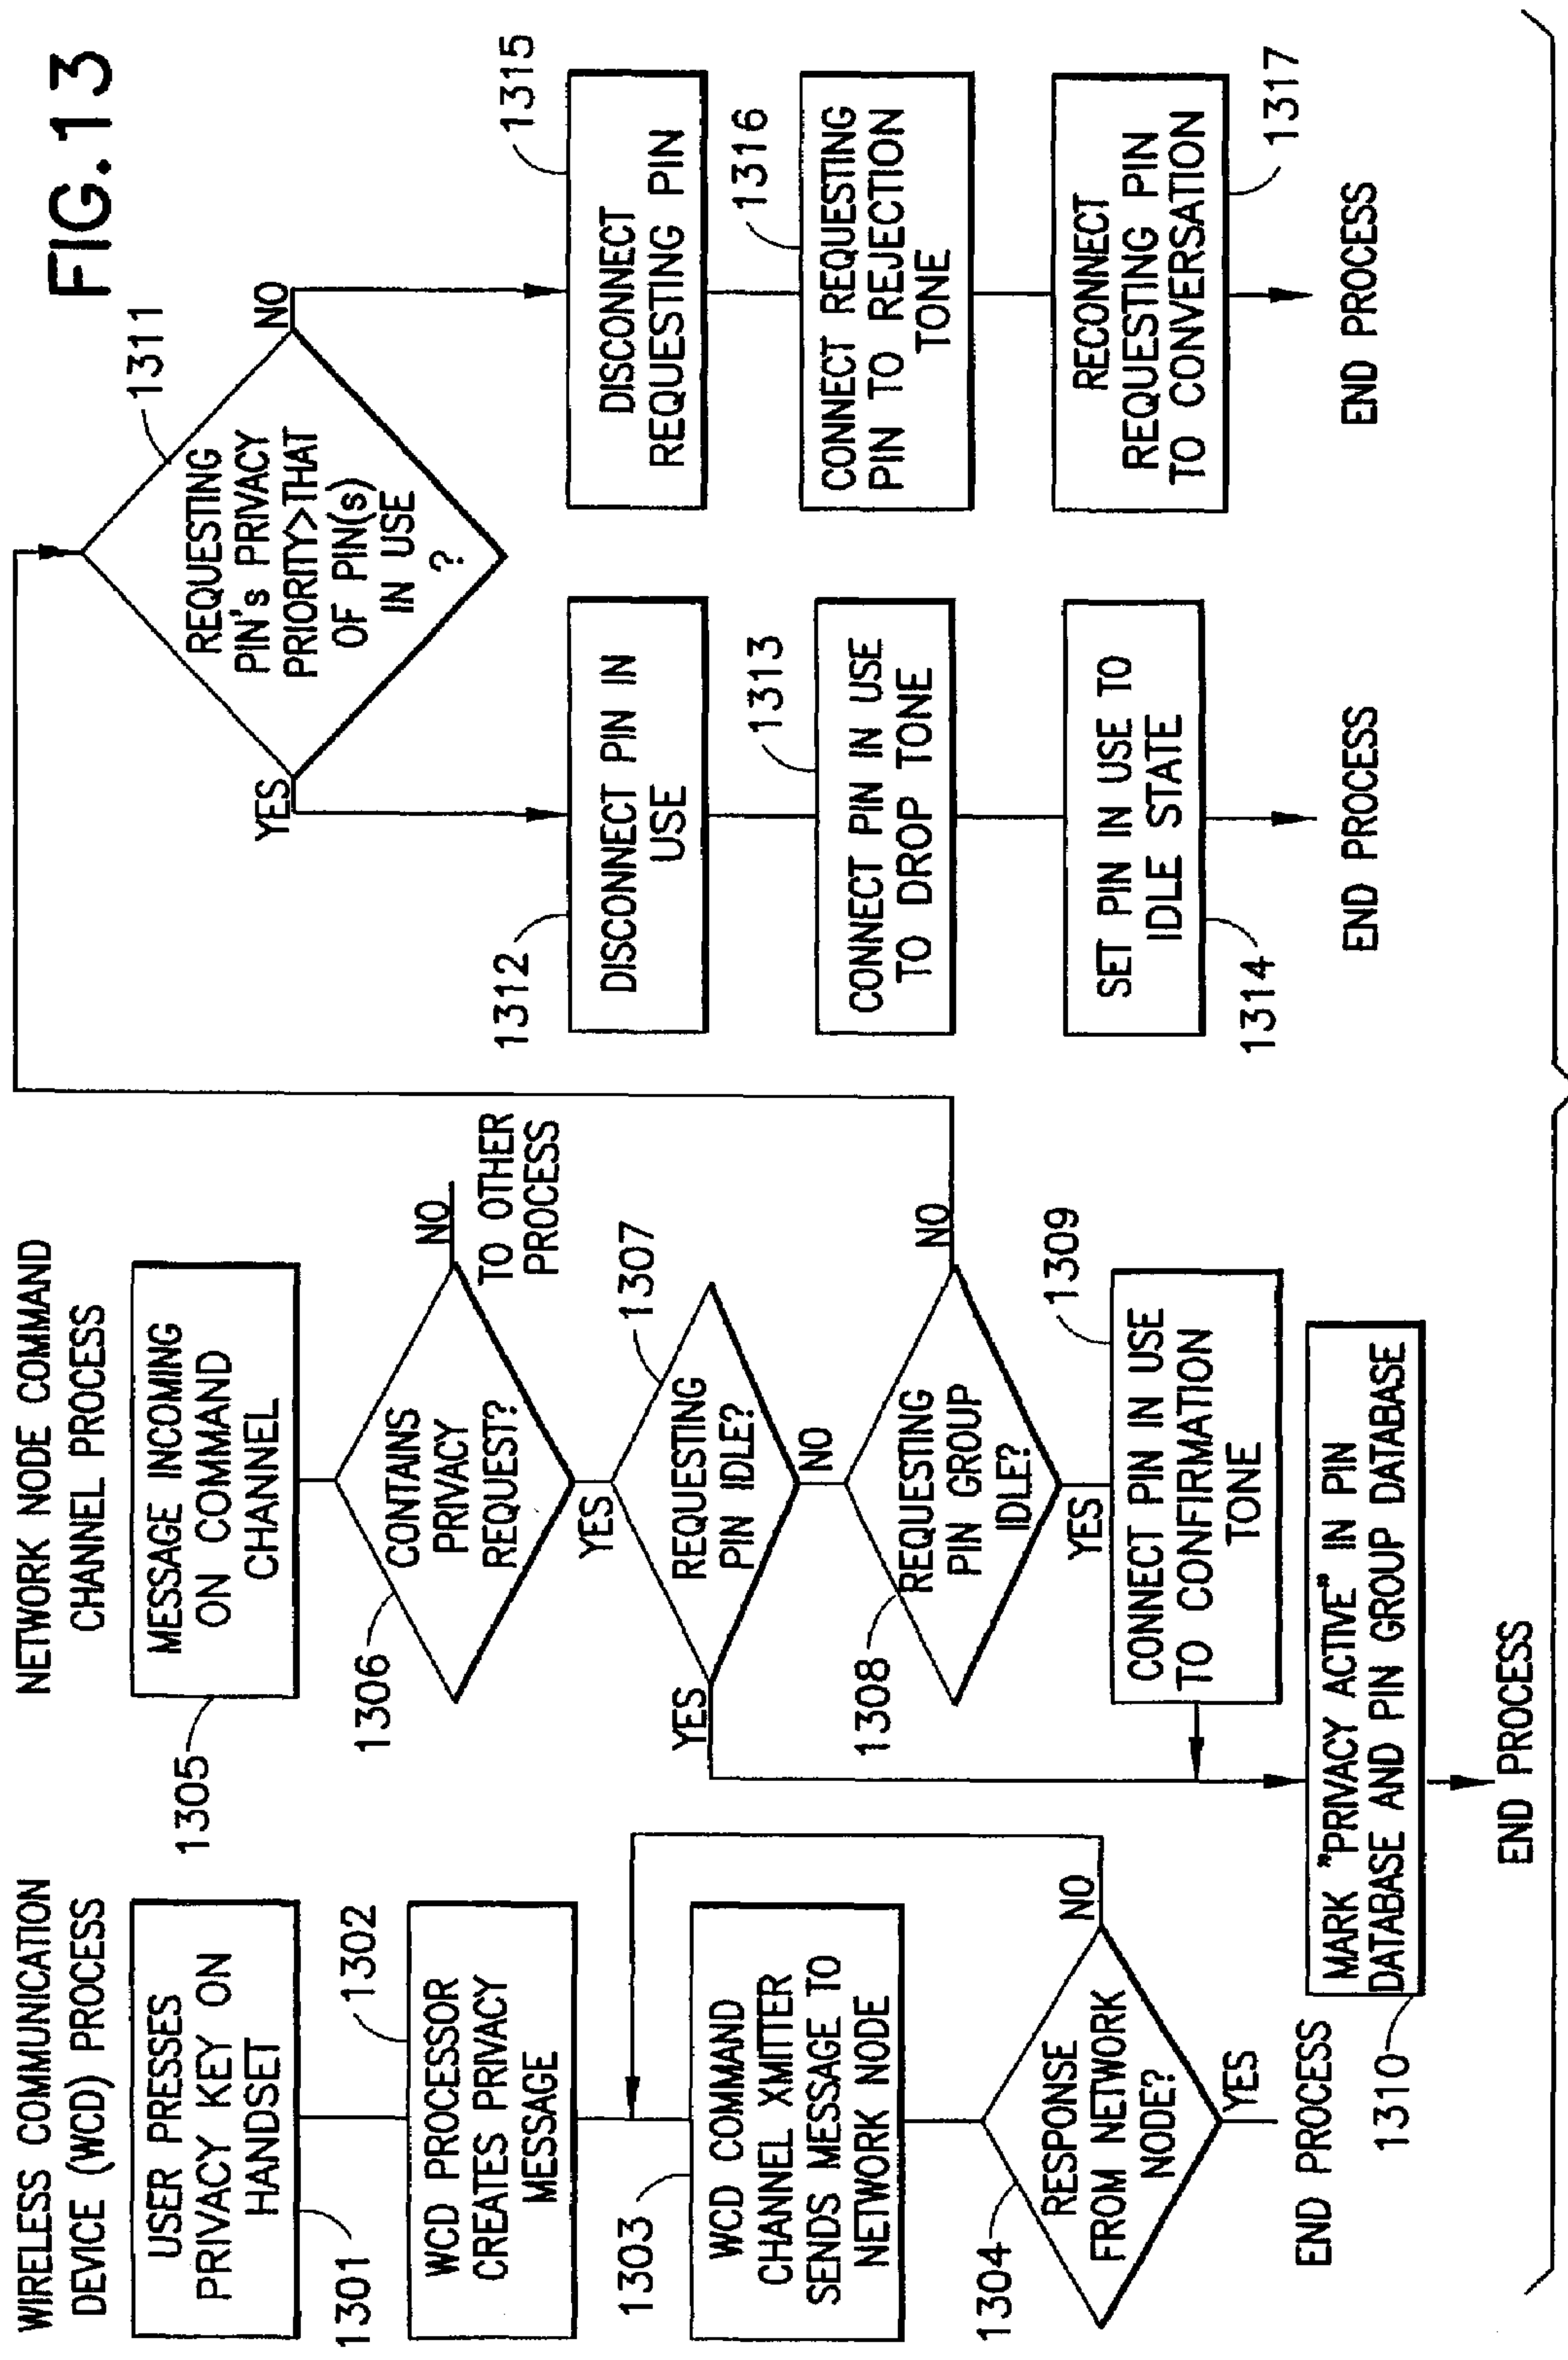 FIG.13
WIRELESS COMMUNICATION
DEVICE (WCD) PROCESS
USER PRESSES
PRIVACY KEY ON
HANDSET
1301
WCD PROCESSOR
CREATES PRIVACY
MESSAGE
1302
WCD COMMAND
CHANNEL XMITTER
SENDS MESSAGE TO
NETWORK NODE
1303
RESPONSE
FROM NETWORK
NODE?
1304
NO
YES
END PROCESS
NETWORK NODE COMMAND
CHANNEL PROCESS
MESSAGE INCOMING
ON COMMAND
CHANNEL
1305
CONTAINS
PRIVACY
REQUEST?
1306
NO
TO OTHER
PROCESS
YES
REQUESTING
PIN IDLE?
1307
YES
NO
REQUESTING
PIN GROUP
IDLE?
1308
NO
YES
CONNECT PIN IN USE
TO CONFIRMATION
TONE
1309
MARK "PRIVACY ACTIVE" IN PIN
DATABASE AND PIN GROUP DATABASE
1310
END PROCESS
REQUESTING
PIN's PRIVACY
PRIORITY>THAT
OF PIN(s)
IN USE
?
1311
YES
NO
DISCONNECT PIN IN
USE
1312
CONNECT PIN IN USE
TO DROP TONE
1313
SET PIN IN USE TO
IDLE STATE
1314
END PROCESS
DISCONNECT
REQUESTING PIN
1315
CONNECT REQUESTING
PIN TO REJECTION
TONE
1316
RECONNECT
REQUESTING PIN
TO CONVERSATION
1317
END PROCESS